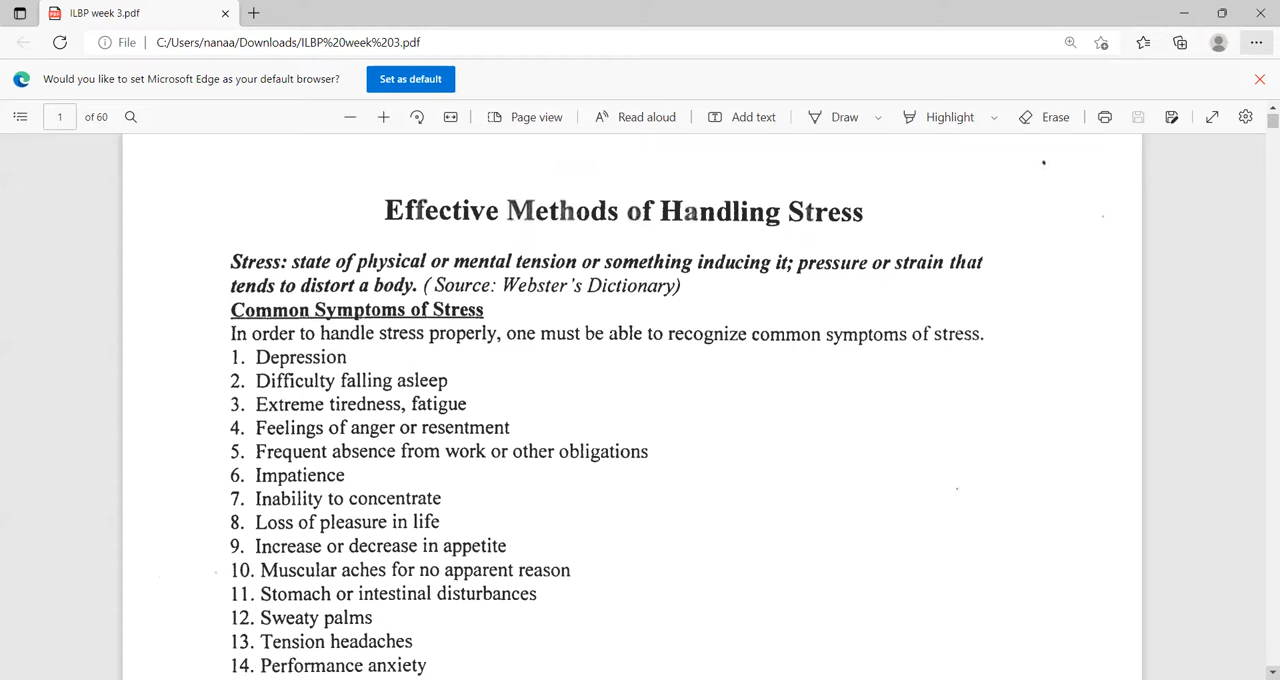 ILBP week 3.pdf
File C:/Users/nanaa/Downloads/ILBP%20week%203.pdf
Would you like to set Microsoft Edge as your default browser? Set as default
1 of 60 Page view Read aloud Add text Draw Highlight Erase
Effective Methods of Handling Stress
Stress: state of physical or mental tension or something inducing it; pressure or strain that
tends to distort a body. ( Source: Webster's Dictionary)
Common Symptoms of Stress
In order to handle stress properly, one must be able to recognize common symptoms of stress.
1. Depression
2. Difficulty falling asleep
3. Extreme tiredness, fatigue
4. Feelings of anger or resentment
5. Frequent absence from work or other obligations
6. Impatience
7. Inability to concentrate
8. Loss of pleasure in life
9. Increase or decrease in appetite
10. Muscular aches for no apparent reason
11. Stomach or intestinal disturbances
12. Sweaty palms
13. Tension headaches
14. Performance anxiety